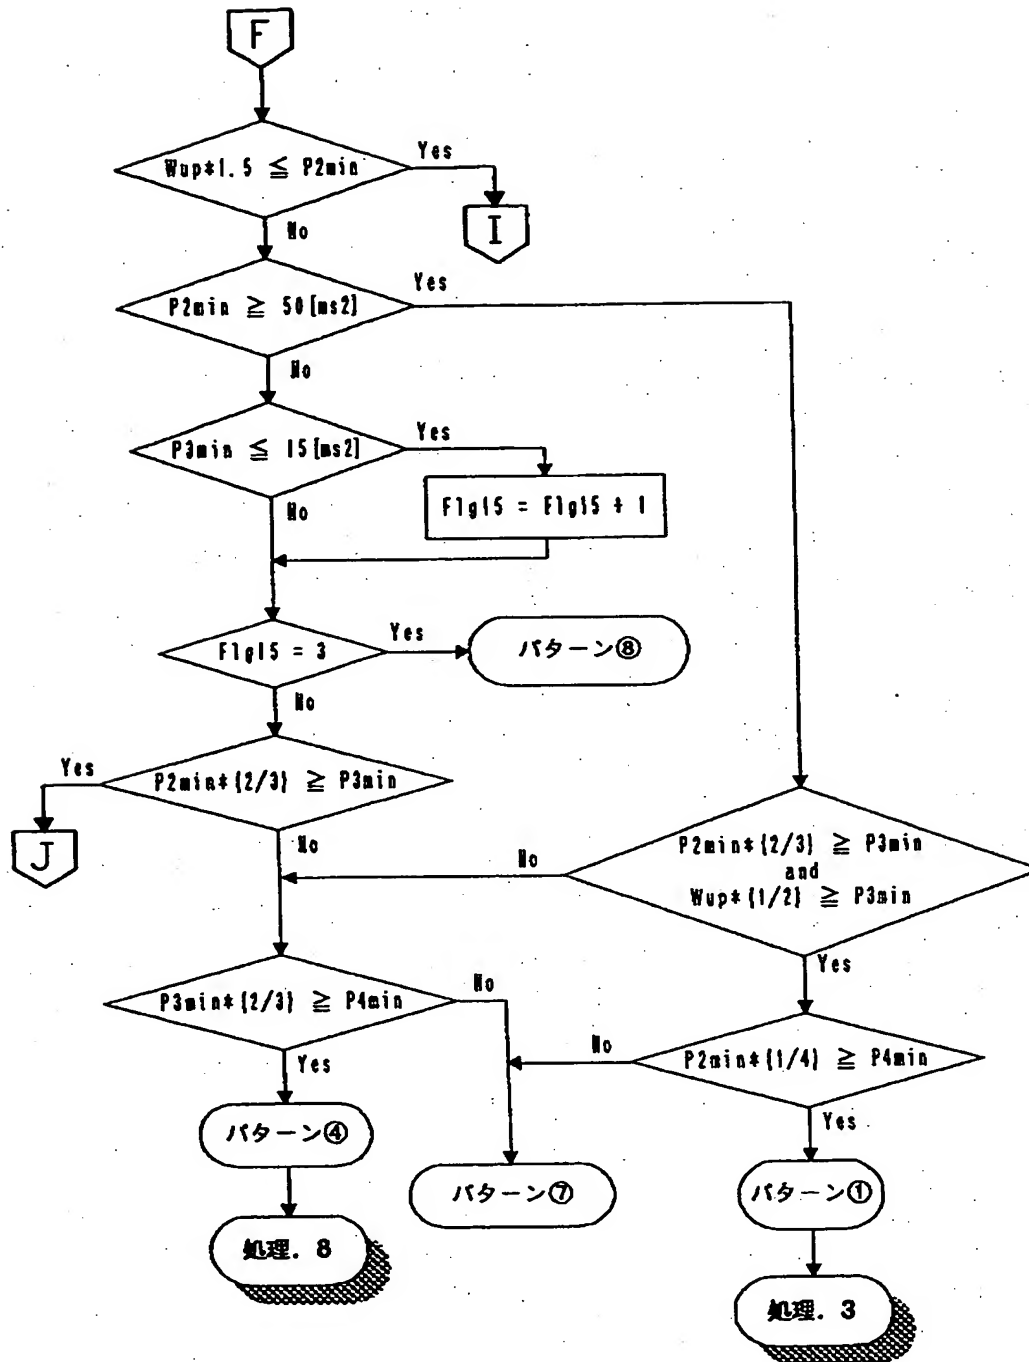 F
Wup*1.5 ≦ P2min
Yes
I
No
P2min ≧ 50[ms2]
Yes
No
P3min ≦ 15[ms2]
Yes
Flg15 = Flg15 + 1
No
Flg15 = 3
Yes
パターン⑧
No
P2min*{2/3} ≧ P3min
Yes
J
No
P2min*{2/3} ≧ P3min
and
Wup*{1/2} ≧ P3min
No
Yes
P3min*{2/3} ≧ P4min
No
Yes
P2min*{1/4} ≧ P4min
No
Yes
パターン④
パターン⑦
パターン①
処理. 8
処理. 3